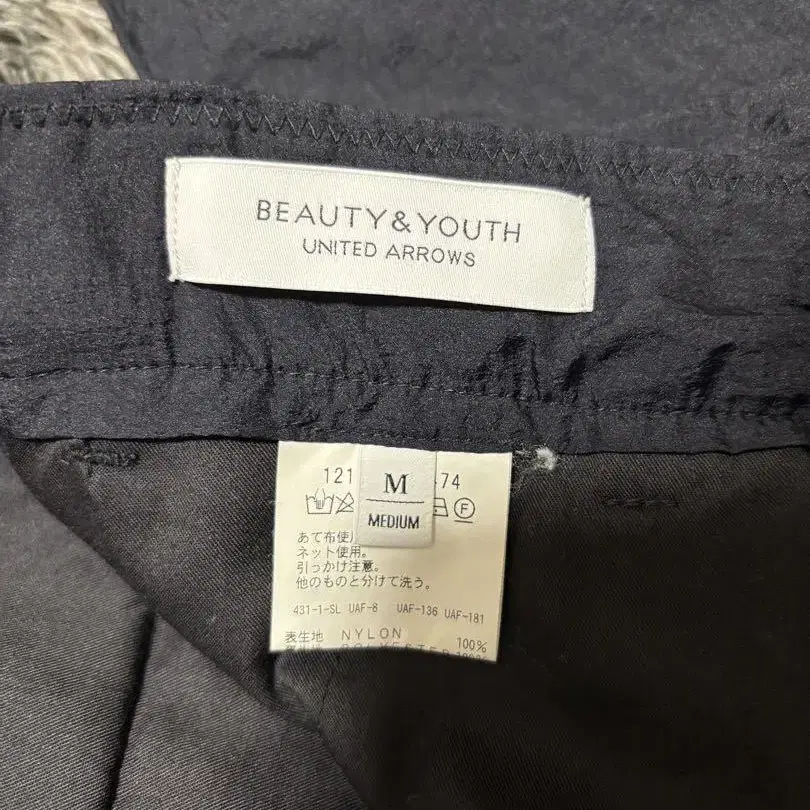 BEAUTY&YOUTH
UNITED ARROWS
121 74
M
MEDIUM
F
あて布使
ネット使用。
引っかけ注意。
他のものと分けて洗う。
431-1-SL UAF-8 UAF-136 UAF-181
表生地 NYLON 100%
POLYESTER 100%